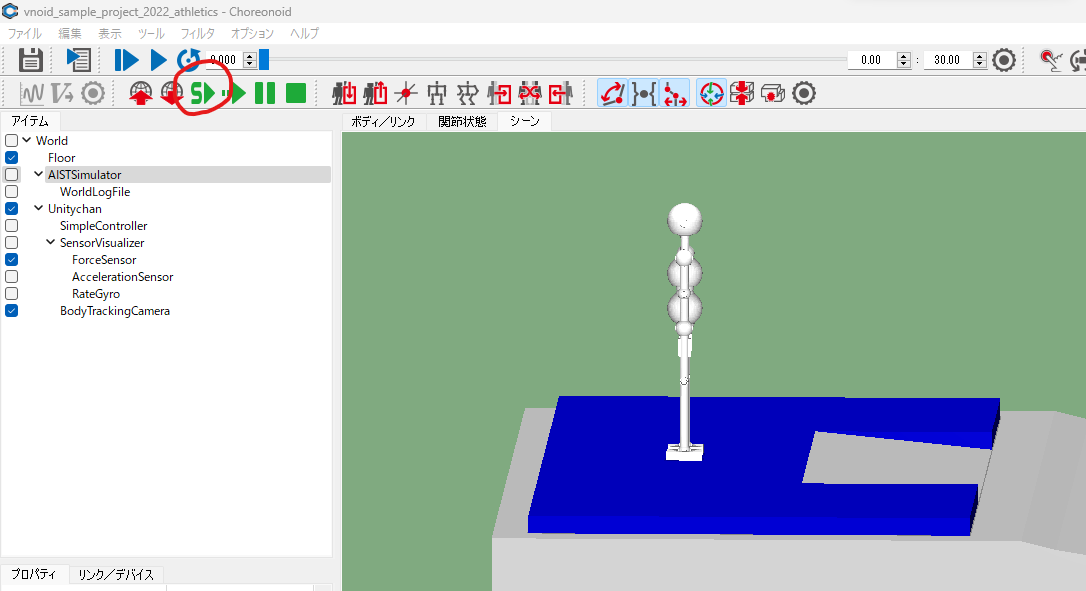 vnoid_sample_project_2022_athletics - Choreonoid
ファイル 編集 表示 ツール フィルタ オプション ヘルプ
0.000 0.00 : 30.00
アイテム
ボディ/リンク 関節状態 シーン
World
Floor
AISTSimulator
WorldLogFile
Unitychan
SimpleController
SensorVisualizer
ForceSensor
AccelerationSensor
RateGyro
BodyTrackingCamera
プロパティ リンク/デバイス